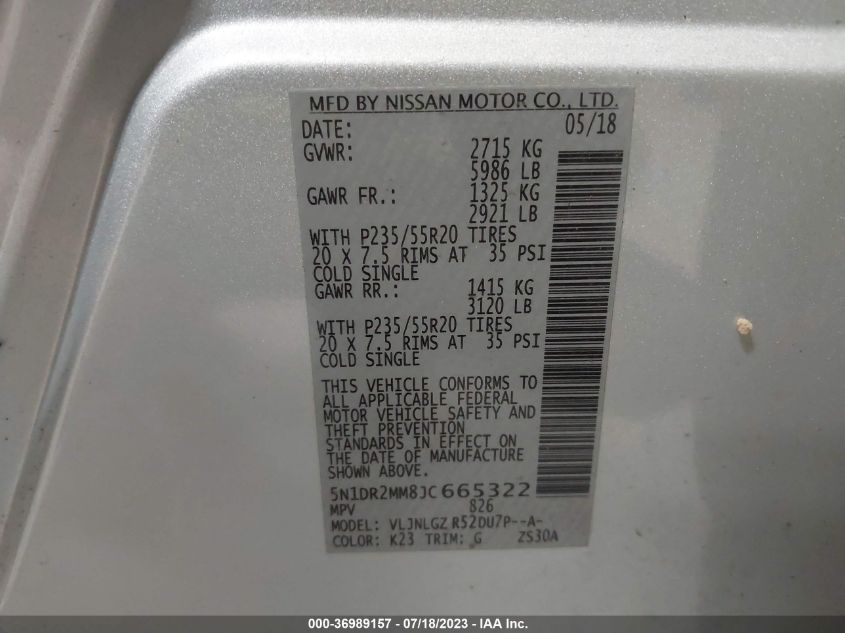 MFD BY NISSAN MOTOR CO., LTD.
DATE: 05/18
GVWR: 2715 KG
5986 LB
GAWR FR.: 1325 KG
2921 LB
WITH P235/55R20 TIRES
20 X 7.5 RIMS AT 35 PSI
COLD SINGLE
GAWR RR.: 1415 KG
3120 LB
WITH P235/55R20 TIRES
20 X 7.5 RIMS AT 35 PSI
COLD SINGLE
THIS VEHICLE CONFORMS TO
ALL APPLICABLE FEDERAL
MOTOR VEHICLE SAFETY AND
THEFT PREVENTION
STANDARDS IN EFFECT ON
THE DATE OF MANUFACTURE
SHOWN ABOVE.
5N1DR2MM8JC665322
MPV 826
MODEL: VLJNLGZ R52DU7P--A-
COLOR: K23 TRIM: G ZS30A
000-36989157 - 07/18/2023 - IAA Inc.